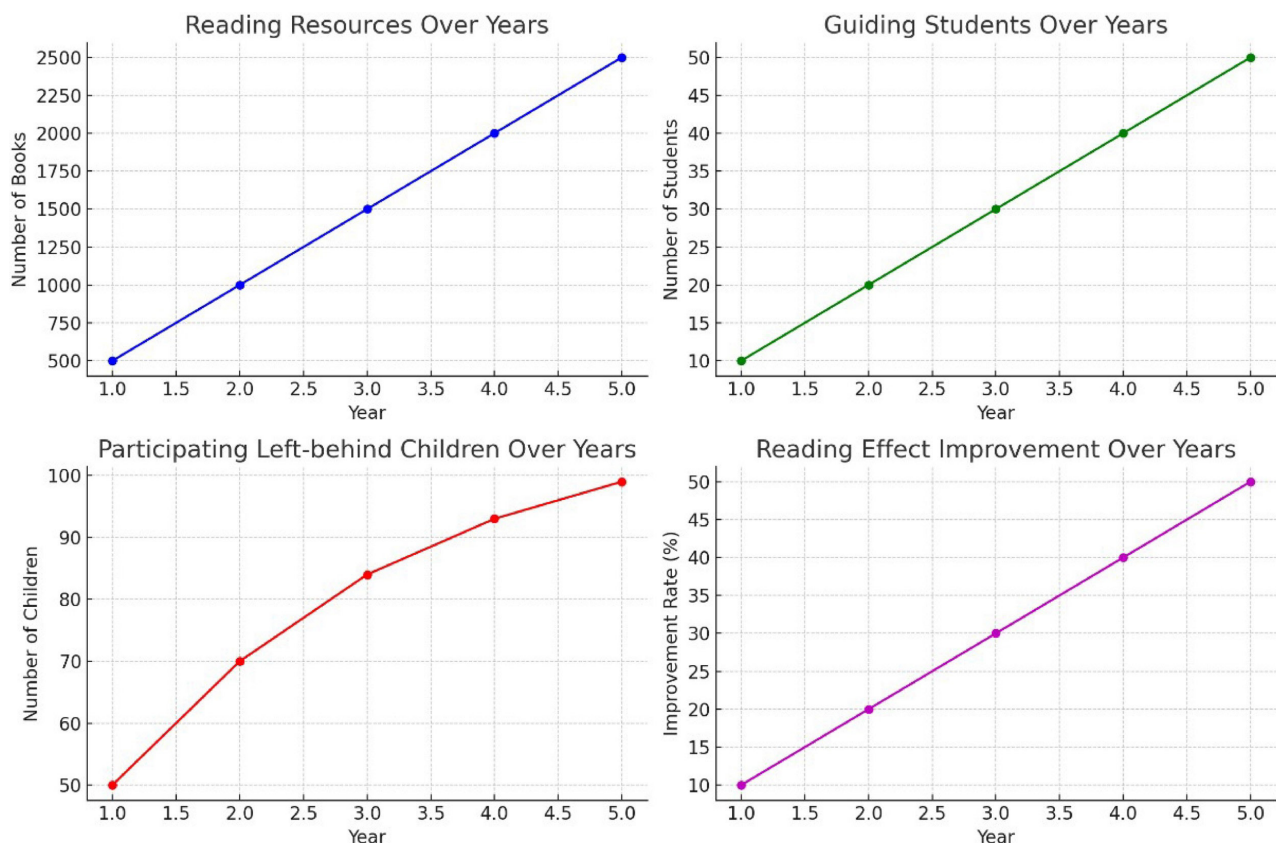 Reading Resources Over Years
Number of Books
2500
2250
2000
1750
1500
1250
1000
750
500
1.0 1.5 2.0 2.5 3.0 3.5 4.0 4.5 5.0
Year
Guiding Students Over Years
Number of Students
50
45
40
35
30
25
20
15
10
1.0 1.5 2.0 2.5 3.0 3.5 4.0 4.5 5.0
Year
Participating Left-behind Children Over Years
Number of Children
100
90
80
70
60
50
1.0 1.5 2.0 2.5 3.0 3.5 4.0 4.5 5.0
Year
Reading Effect Improvement Over Years
Improvement Rate (%)
50
45
40
35
30
25
20
15
10
1.0 1.5 2.0 2.5 3.0 3.5 4.0 4.5 5.0
Year